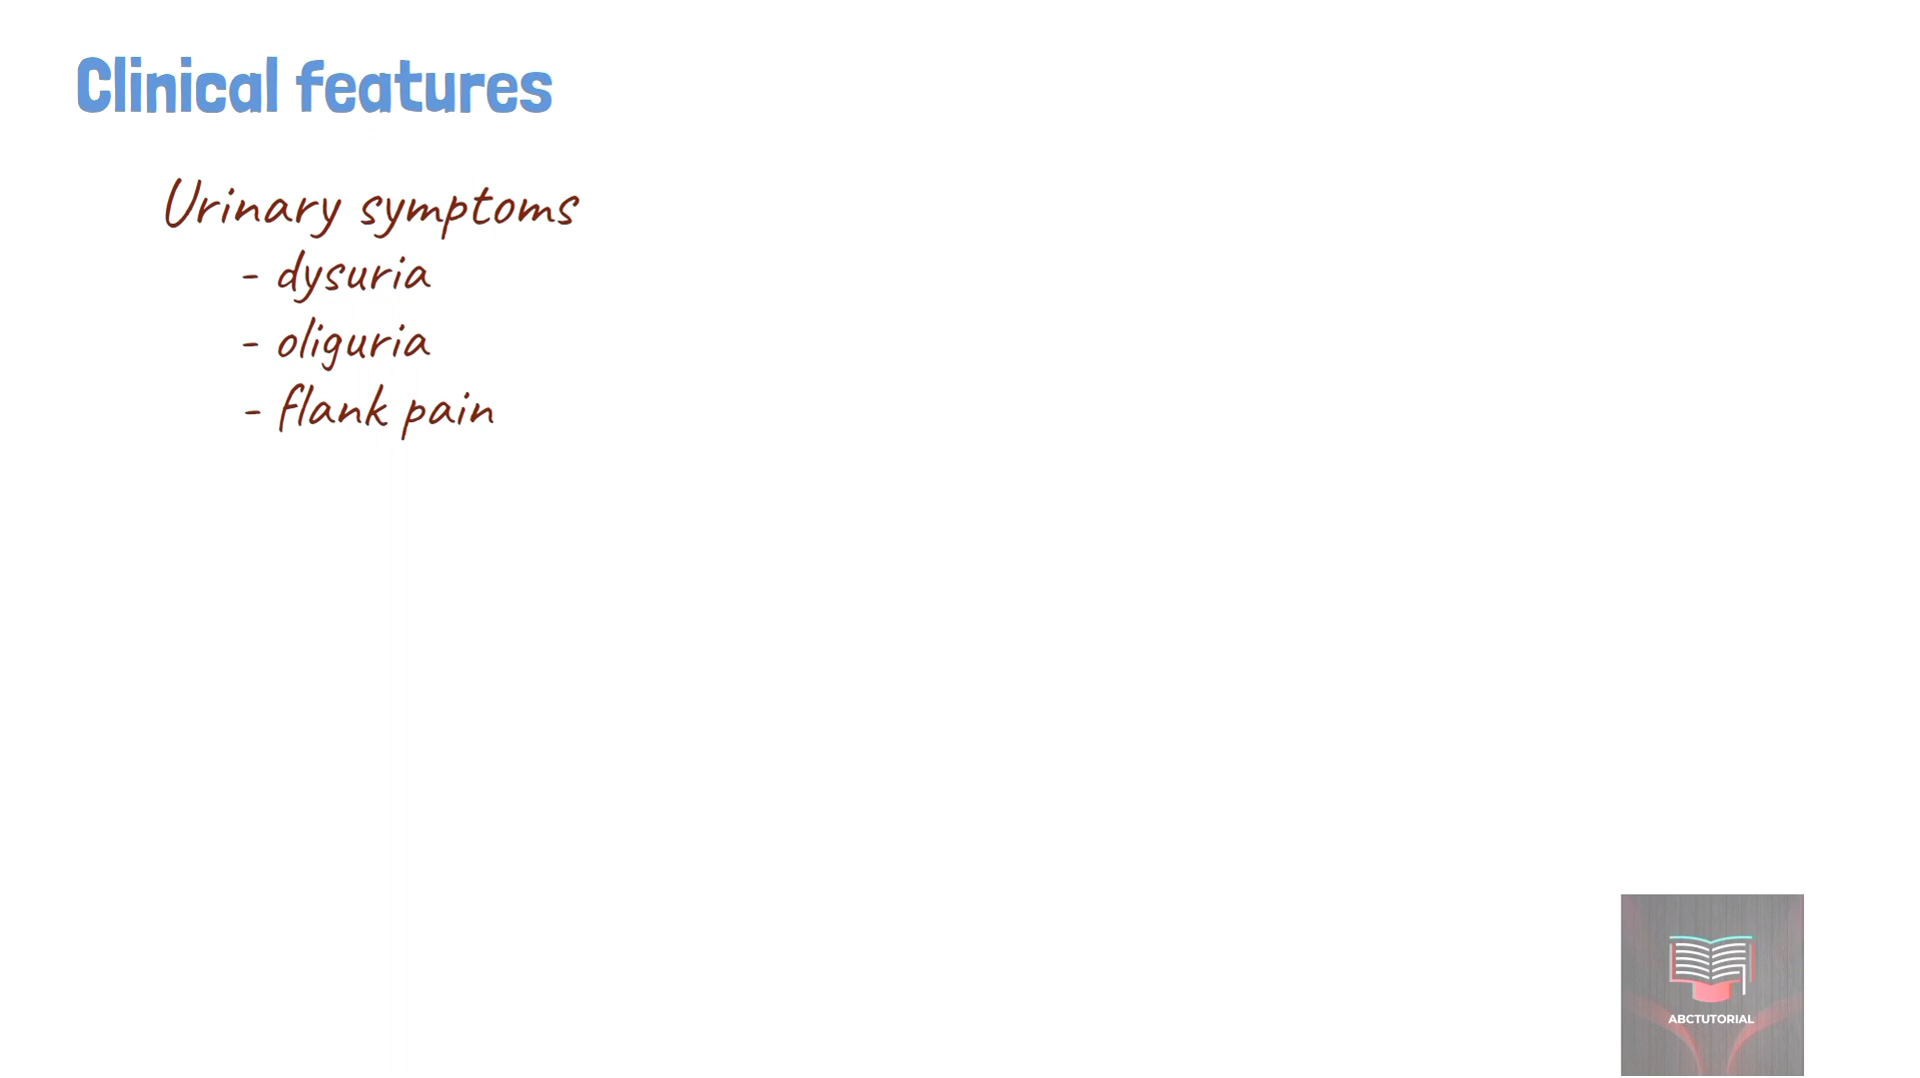 Clinical features
Urinary symptoms
- dysuria
- oliguria
- flank pain
ABCTUTORIAL